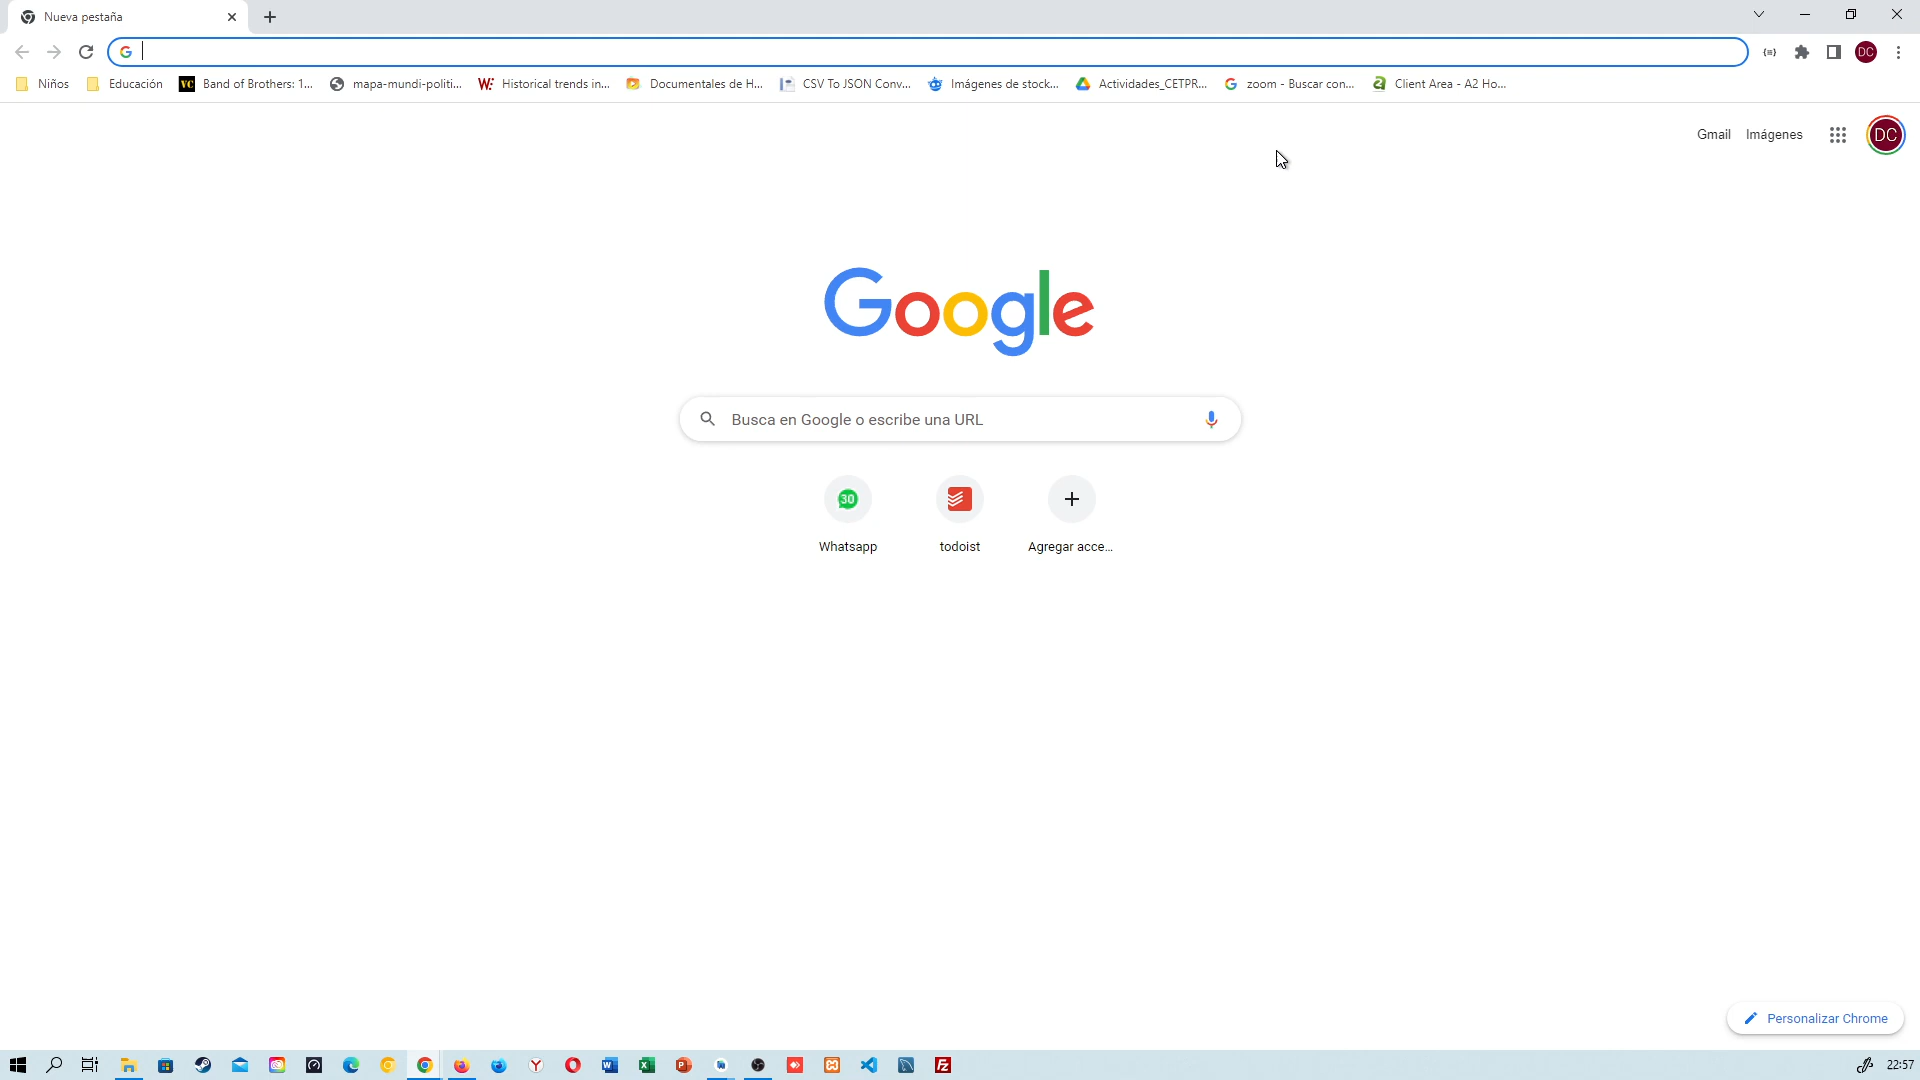 Nueva pestaña
Niños
Educación
VC
Band of Brothers: 1...
mapa-mundi-politi...
W:
Historical trends in...
Documentales de H...
CSV To JSON Conv...
Imágenes de stock...
Actividades_CETPR...
zoom - Buscar con...
Client Area - A2 Ho...
DC
Gmail
Imágenes
DC
Google
Busca en Google o escribe una URL
30
Whatsapp
todoist
Agregar acce...
Personalizar Chrome
22:57